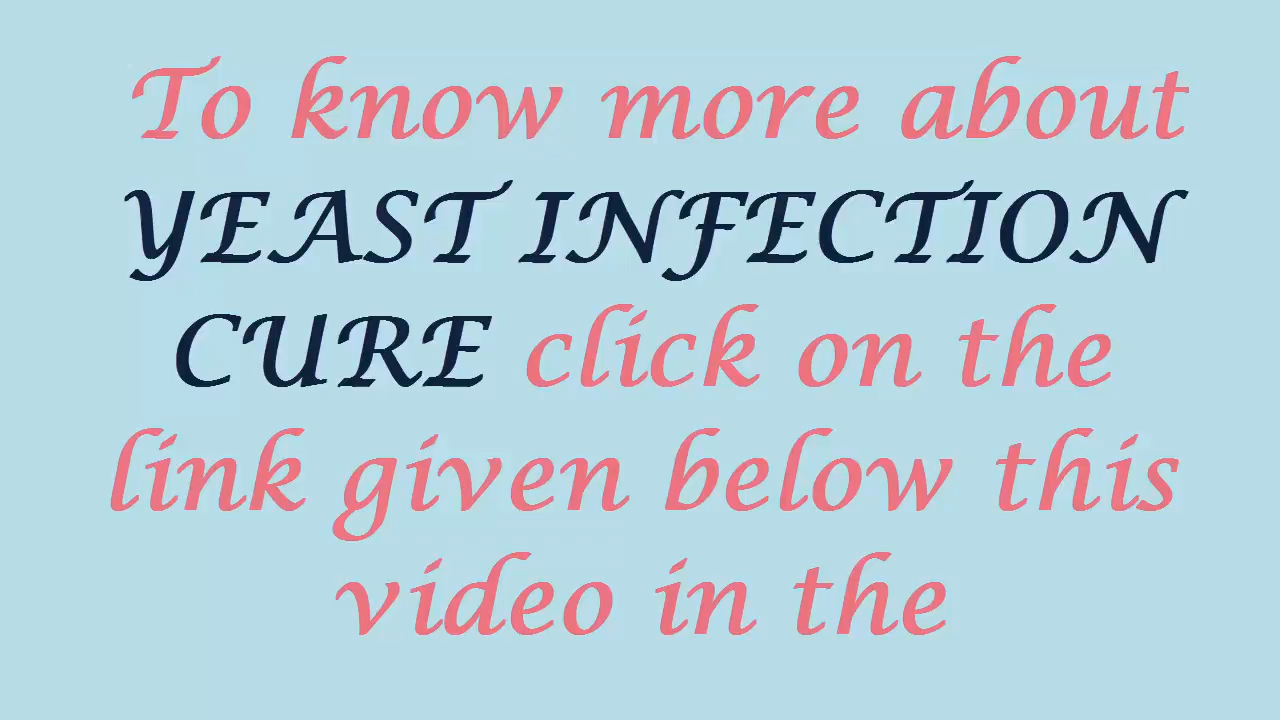 To know more about
YEAST INFECTION
CURE click on the
link given below this
video in the